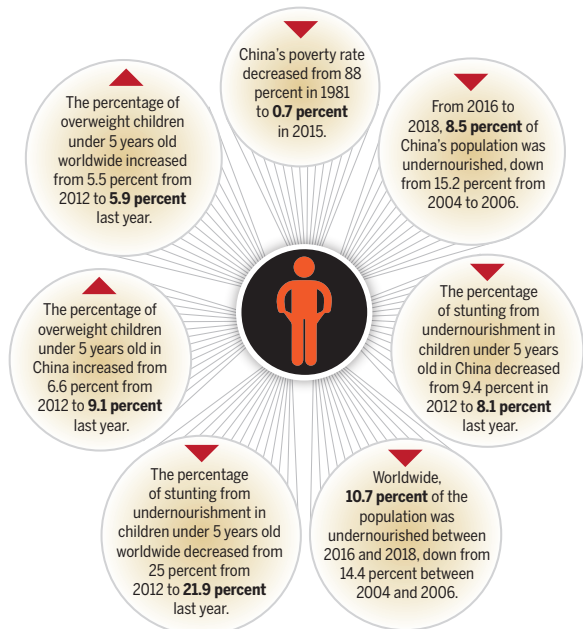 China's poverty rate
decreased from 88
percent in 1981
to 0.7 percent
in 2015.
From 2016 to
2018, 8.5 percent of
China's population was
undernourished, down
from 15.2 percent from
2004 to 2006.
The percentage
of stunting from
undernourishment in
children under 5 years
old in China decreased
from 9.4 percent in
2012 to 8.1 percent
last year.
Worldwide,
10.7 percent of the
population was
undernourished between
2016 and 2018, down from
14.4 percent between
2004 and 2006.
The percentage
of stunting from
undernourishment in
children under 5 years old
worldwide decreased from
25 percent from
2012 to 21.9 percent
last year.
The percentage of
overweight children
under 5 years old in
China increased from
6.6 percent from
2012 to 9.1 percent
last year.
The percentage of
overweight children
under 5 years old
worldwide increased
from 5.5 percent from
2012 to 5.9 percent
last year.